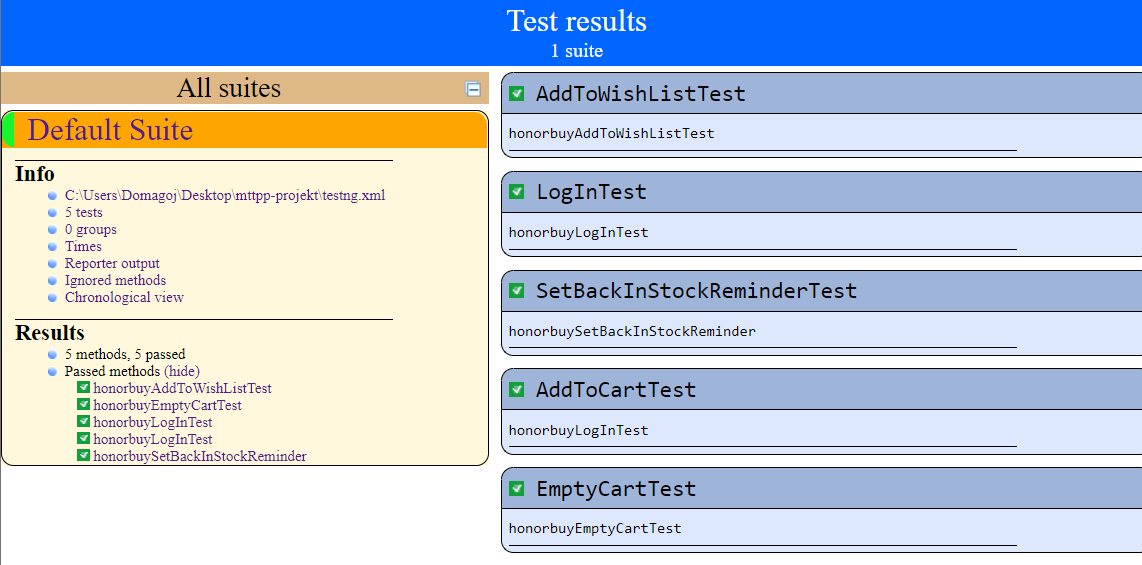 Test results
1 suite
All suites
Default Suite
Info
C:\Users\Domagoj\Desktop\mttpp-projekt\testng.xml
5 tests
0 groups
Times
Reporter output
Ignored methods
Chronological view
Results
5 methods, 5 passed
Passed methods (hide)
honorbuyAddToWishListTest
honorbuyEmptyCartTest
honorbuyLogInTest
honorbuyLogInTest
honorbuySetBackInStockReminder
AddToWishListTest
honorbuyAddToWishListTest
LogInTest
honorbuyLogInTest
SetBackInStockReminderTest
honorbuySetBackInStockReminder
AddToCartTest
honorbuyLogInTest
EmptyCartTest
honorbuyEmptyCartTest